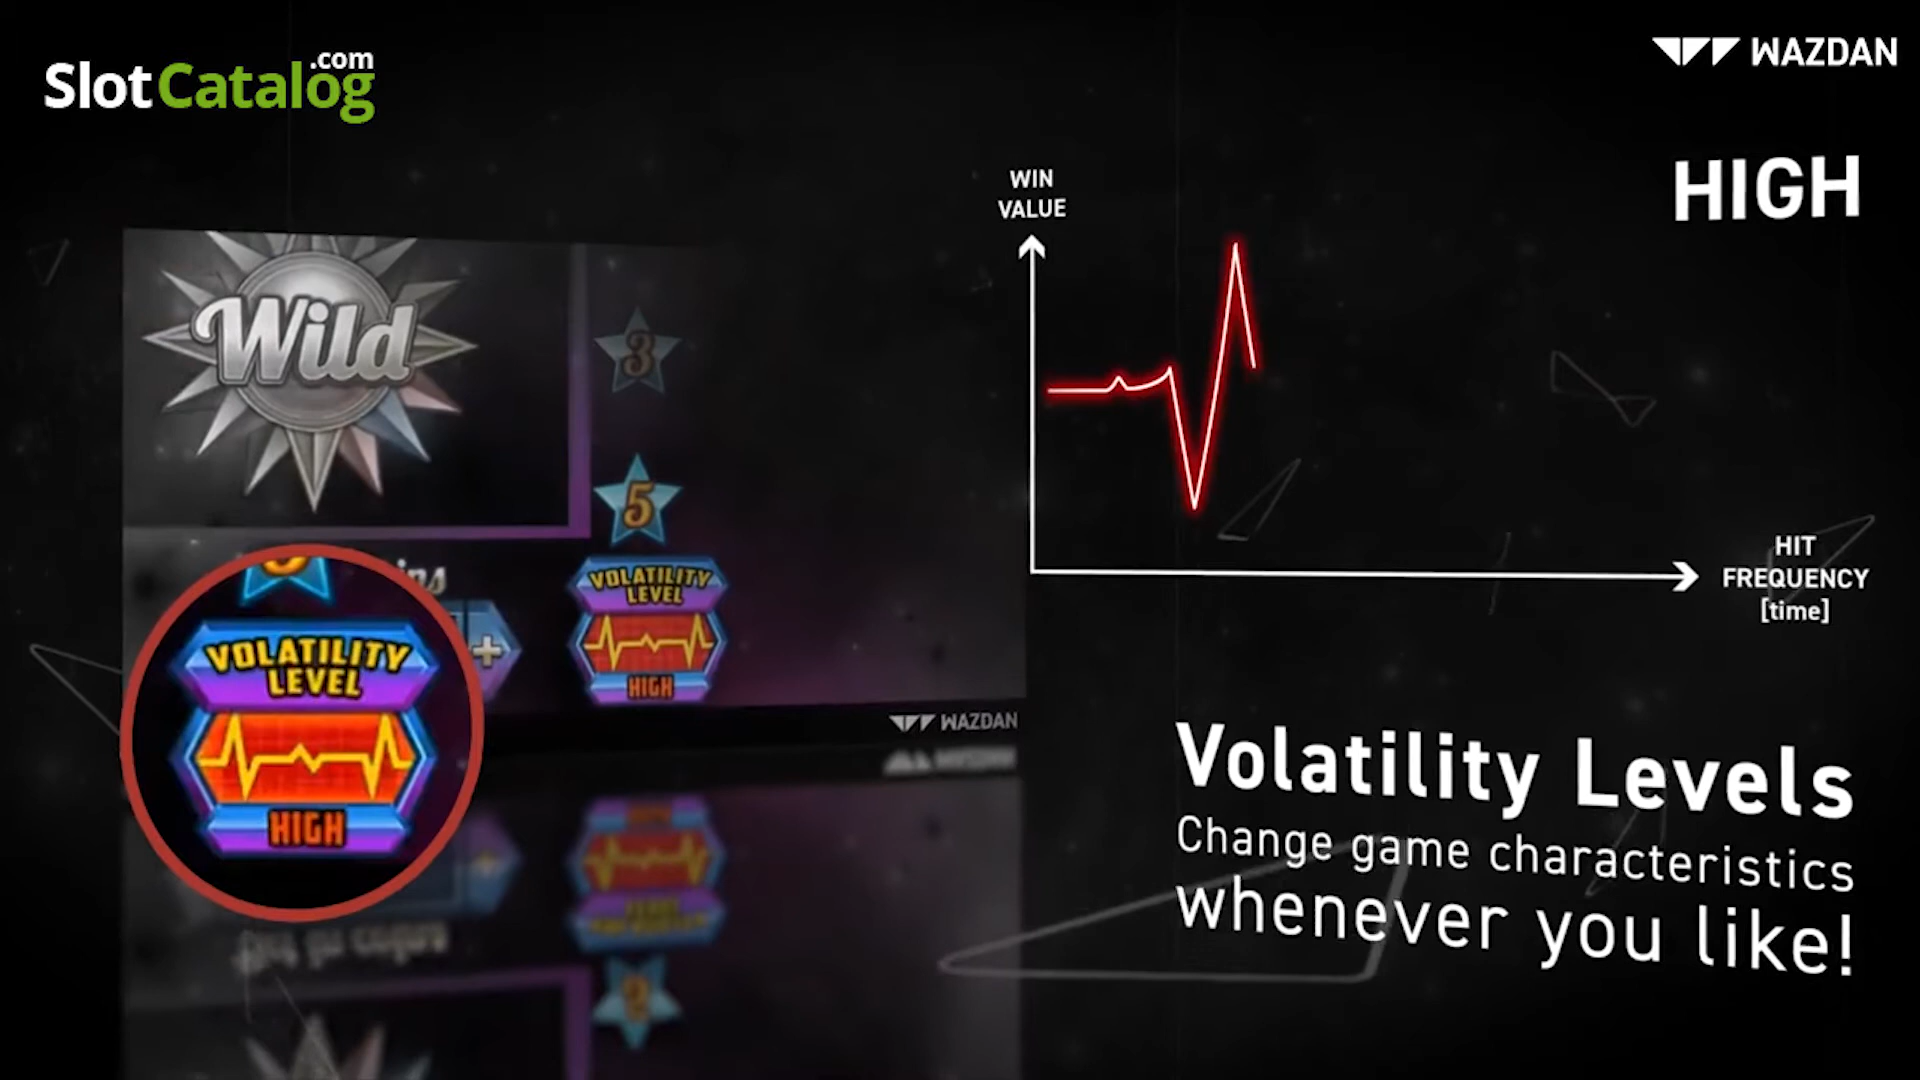 SlotCatalog.com
WAZDAN
HIGH
WIN
VALUE
Wild
3
5
VOLATILITY
LEVEL
HIGH
VOLATILITY
LEVEL
HIGH
+
WAZDAN
HIT
FREQUENCY
[time]
Volatility Levels
Change game characteristics
whenever you like!